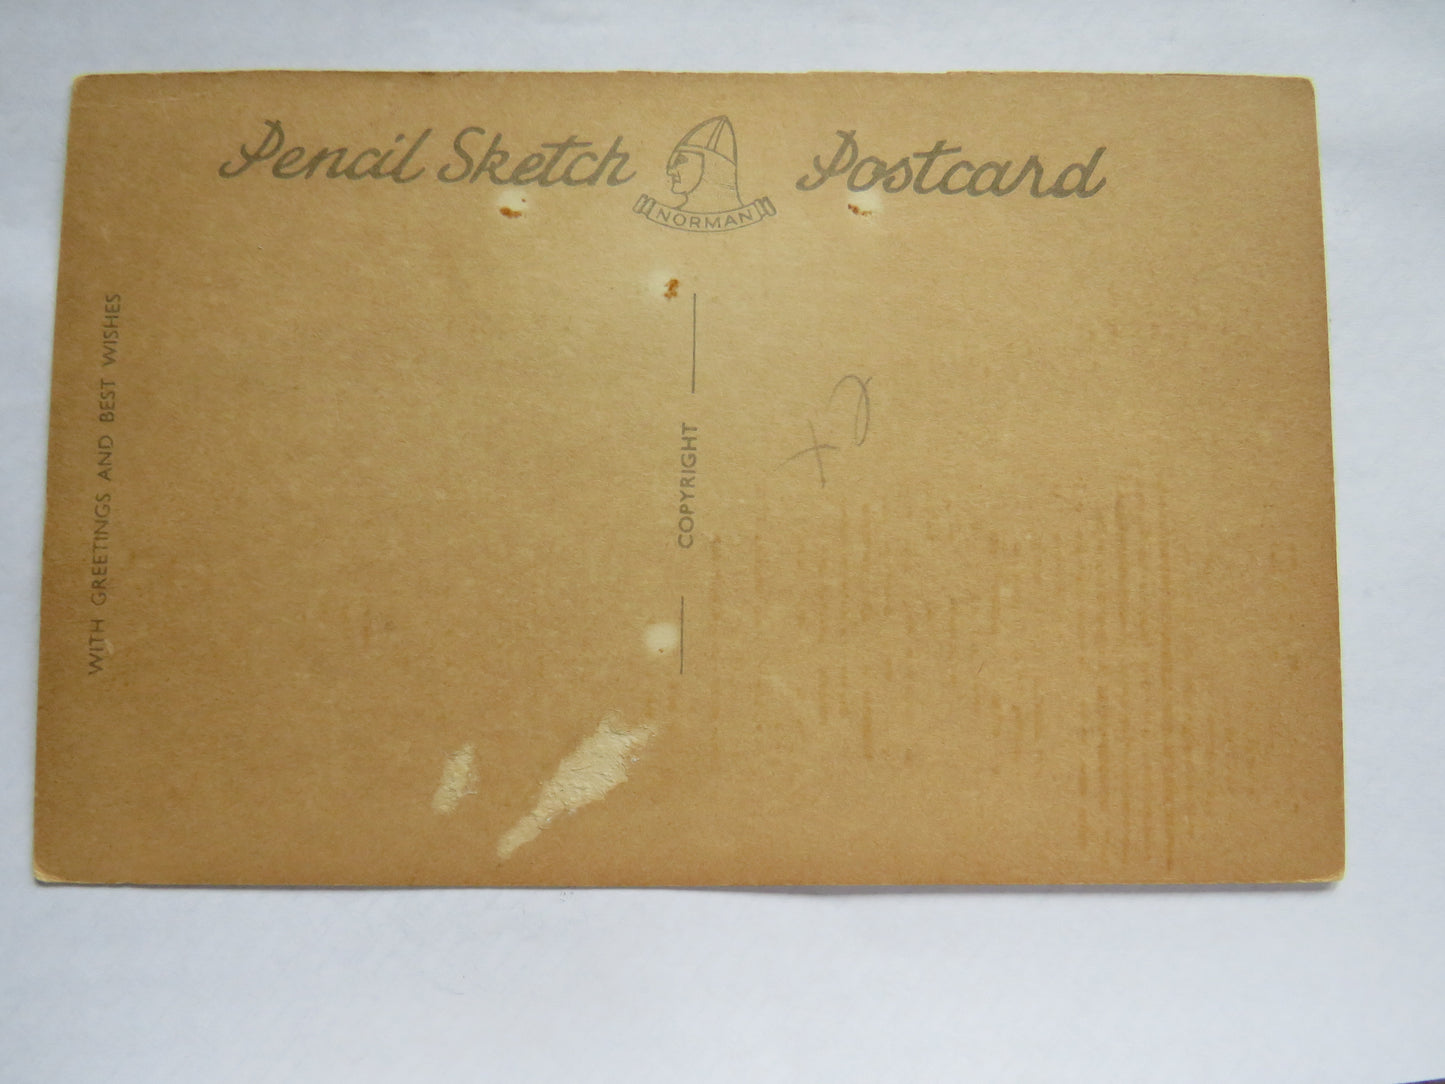 Pencil Sketch Postcard
NORMAN
WITH GREETINGS AND BEST WISHES
COPYRIGHT